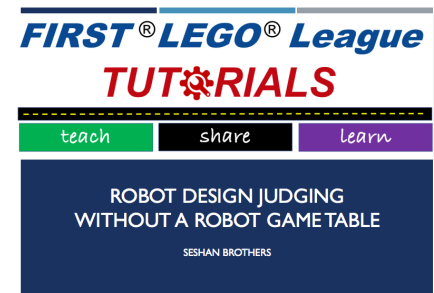 FIRST® LEGO® League
TUTORIALS
teach share learn
ROBOT DESIGN JUDGING
WITHOUT A ROBOT GAME TABLE
SESHAN BROTHERS